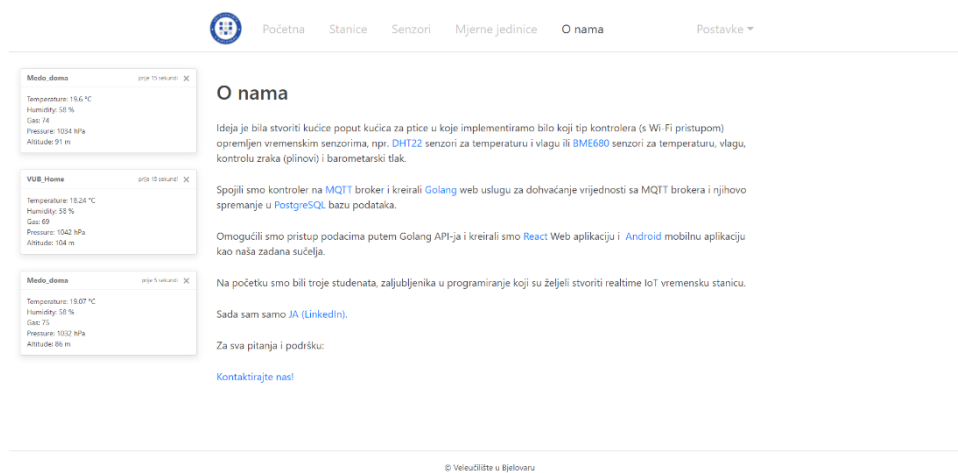 Početna Stanice Senzori Mjerne jedinice O nama Postavke
Medo_doma prije 15 sekundi ×
Temperature: 19.6 °C
Humidity: 58 %
Gas: 74
Pressure: 1034 hPa
Altitude: 91 m
VUB_Home prije 10 sekundi ×
Temperature: 18.24 °C
Humidity: 58 %
Gas: 69
Pressure: 1042 hPa
Altitude: 104 m
Medo_doma prije 5 sekundi ×
Temperature: 19.07 °C
Humidity: 58 %
Gas: 75
Pressure: 1032 hPa
Altitude: 86 m
O nama
Ideja je bila stvoriti kućice poput kućica za ptice u koje implementiramo bilo koji tip kontrolera (s Wi-Fi pristupom)
opremljen vremenskim senzorima, npr. DHT22 senzori za temperaturu i vlagu ili BME680 senzori za temperaturu, vlagu,
kontrolu zraka (plinovi) i barometarski tlak.
Spojili smo kontroler na MQTT broker i kreirali Golang web uslugu za dohvaćanje vrijednosti sa MQTT brokera i njihovo
spremanje u PostgreSQL bazu podataka.
Omogućili smo pristup podacima putem Golang API-ja i kreirali smo React Web aplikaciju i Android mobilnu aplikaciju
kao naša zadana sučelja.
Na početku smo bili troje studenata, zaljubljenika u programiranje koji su željeli stvoriti realtime IoT vremensku stanicu.
Sada sam samo JA (LinkedIn).
Za sva pitanja i podršku:
Kontaktirajte nas!
© Veleučilište u Bjelovaru